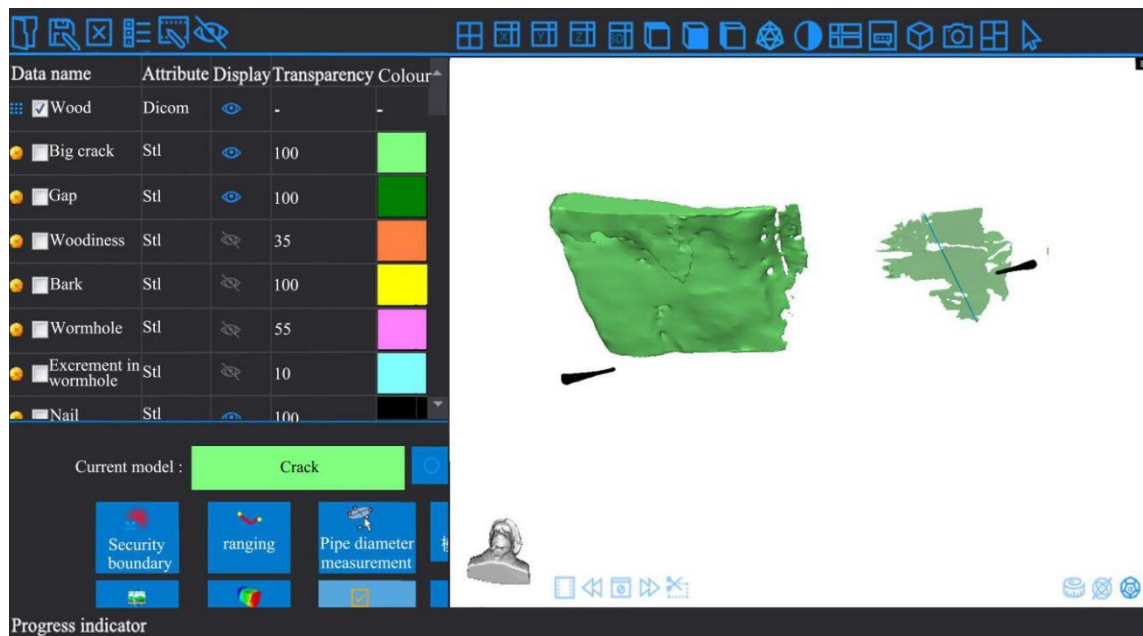 Data name Attribute Display Transparency Colour
Wood Dicom - -
Big crack Stl 100
Gap Stl 100
Woodiness Stl 35
Bark Stl 100
Wormhole Stl 55
Excrement in
wormhole Stl 10
Nail Stl 100
Current model : Crack
Security
boundary
ranging
Pipe diameter
measurement
Progress indicator